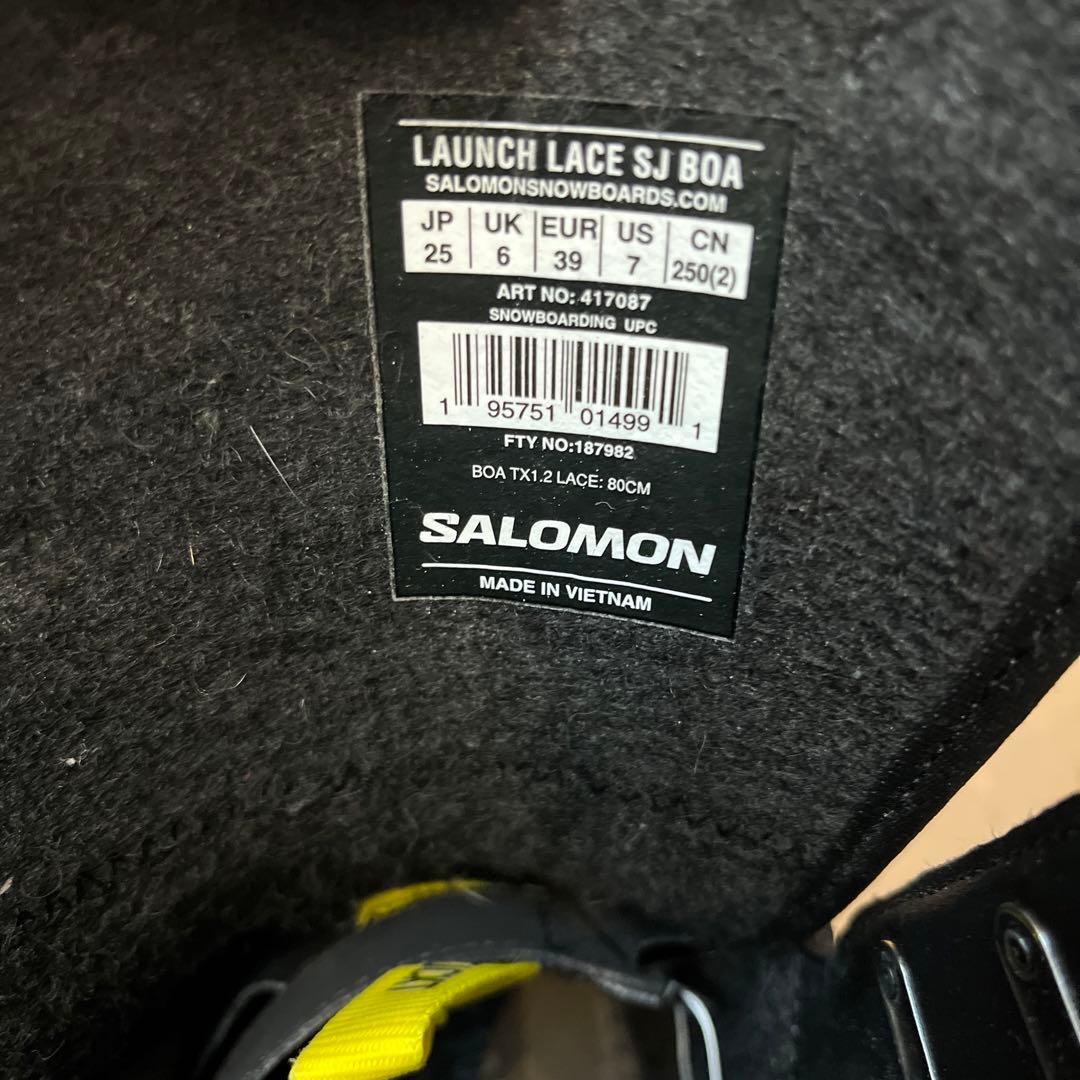 LAUNCH LACE SJ BOA
SALOMONSNOWBOARDS.COM
JP UK EUR US CN
25 6 39 7 250(2)
ART NO: 417087
SNOWBOARDING UPC
1 95751 01499 1
FTY NO:187982
BOA TX1.2 LACE: 80CM
SALOMON
MADE IN VIETNAM